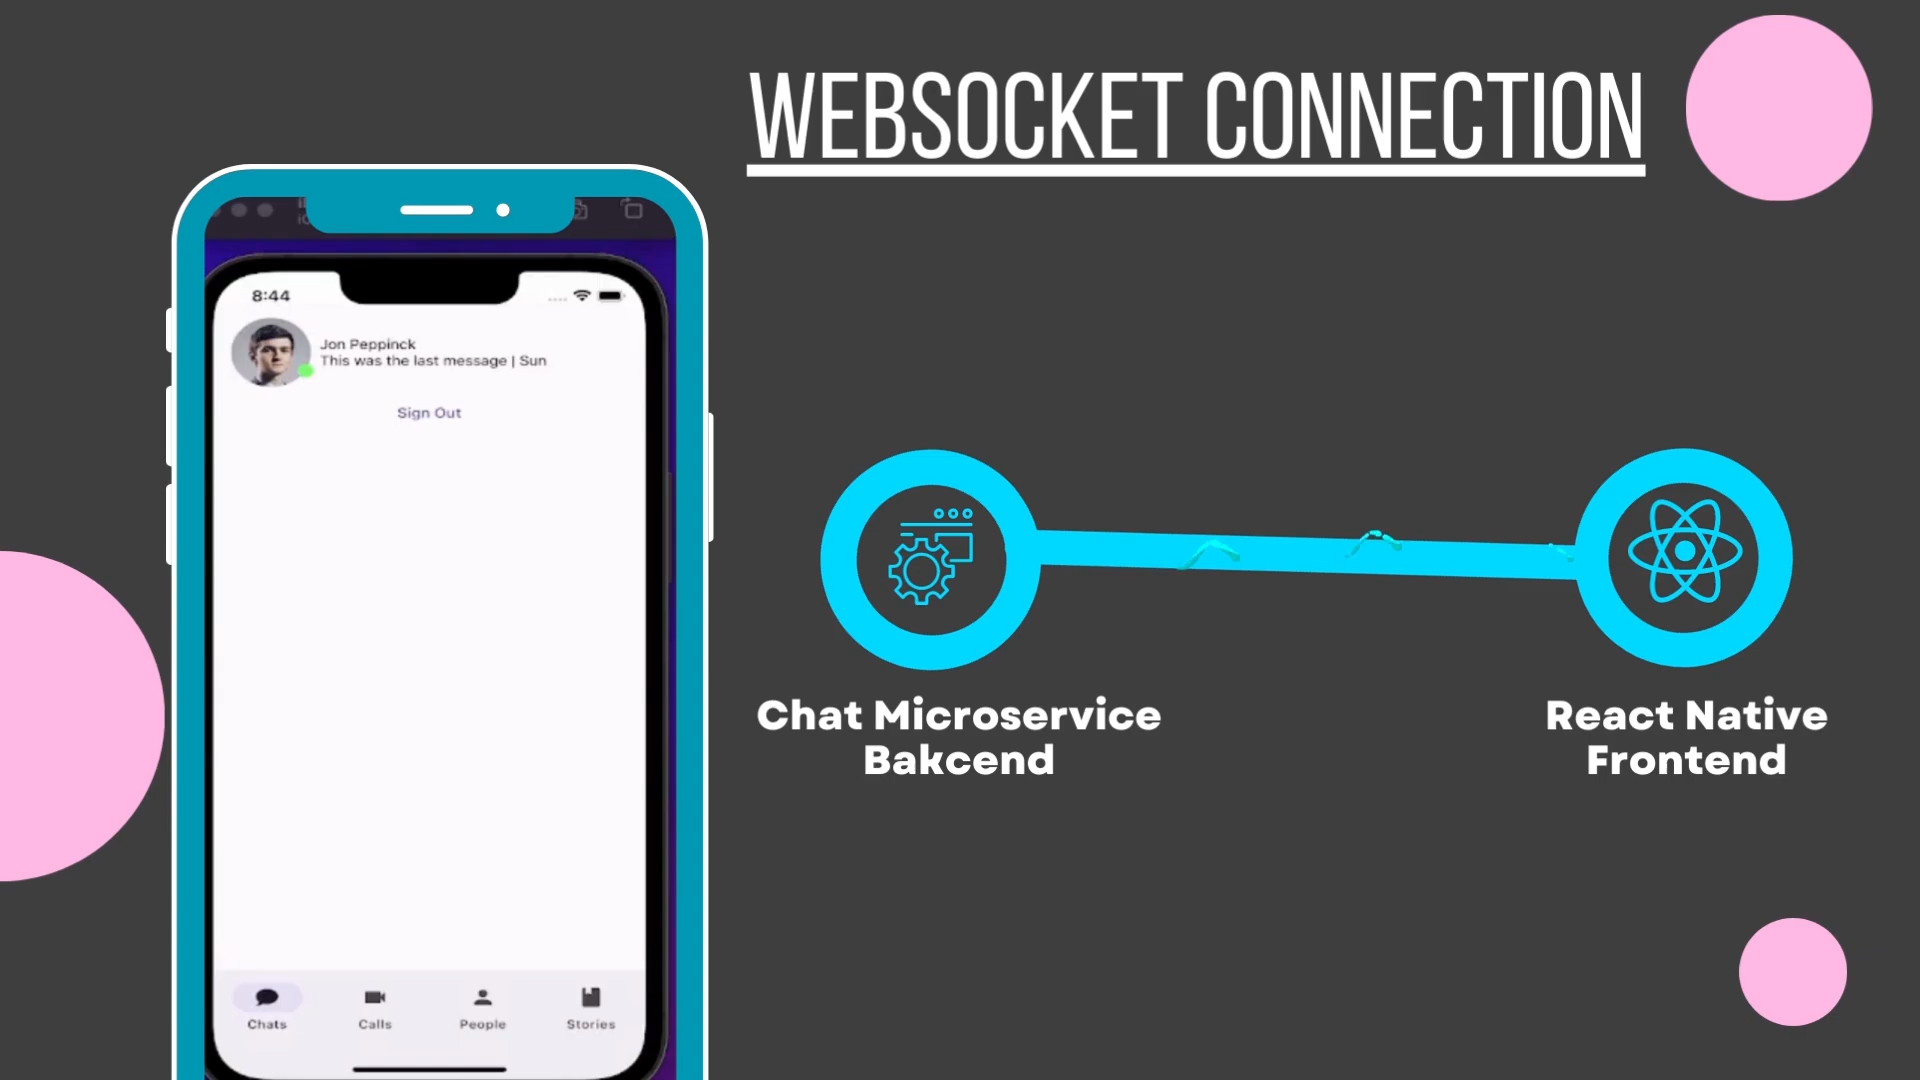 WEBSOCKET CONNECTION
8:44
Jon Peppinck
This was the last message | Sun
Sign Out
Chats
Calls
People
Stories
Chat Microservice
Bakcend
React Native
Frontend